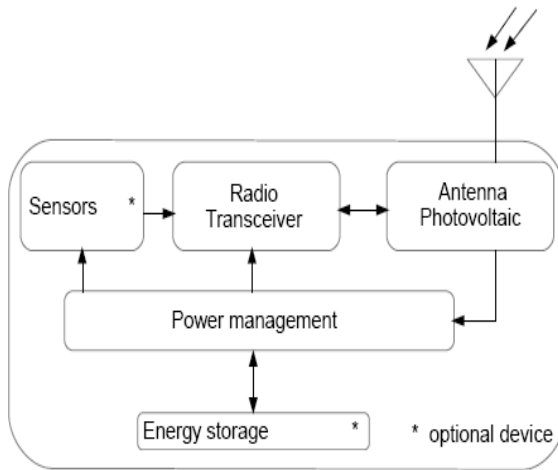 Sensors *
Radio
Transceiver
Antenna
Photovoltaic
Power management
Energy storage *
* optional device